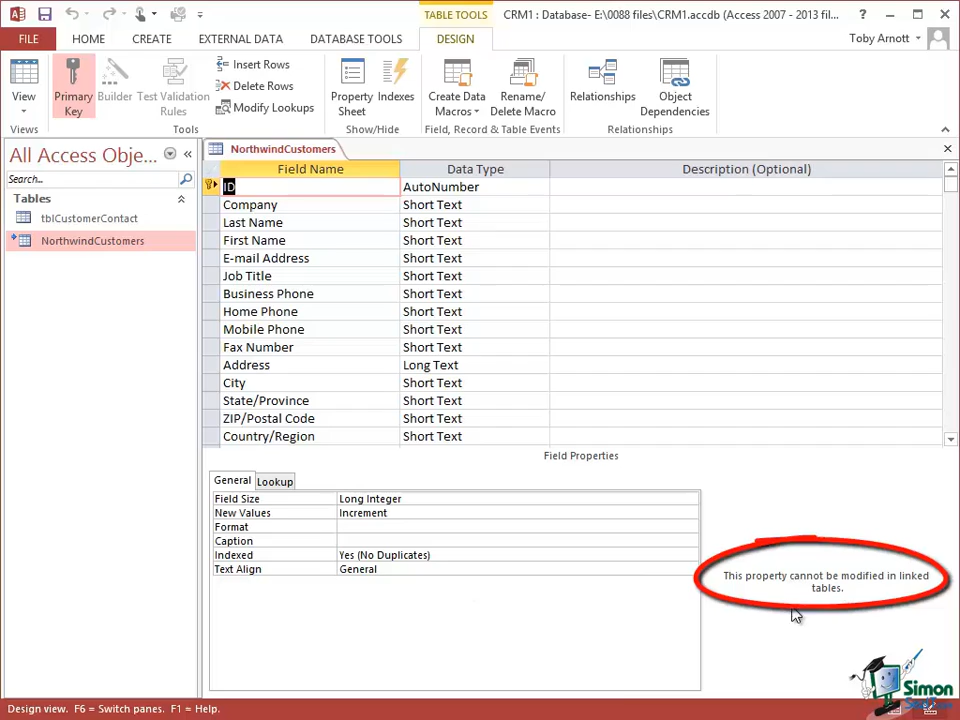 TABLE TOOLS
CRM1 : Database- E:\0088 files\CRM1.accdb (Access 2007 - 2013 fil...
FILE HOME CREATE EXTERNAL DATA DATABASE TOOLS DESIGN
Toby Arnott
View
Primary Key
Builder
Test Validation Rules
Insert Rows
Delete Rows
Modify Lookups
Property Sheet
Indexes
Create Data Macros
Rename/ Delete Macro
Relationships
Object Dependencies
Views Tools Show/Hide Field, Record & Table Events Relationships
All Access Obje...
Search...
Tables
tblCustomerContact
NorthwindCustomers
NorthwindCustomers
Field Name Data Type Description (Optional)
ID AutoNumber
Company Short Text
Last Name Short Text
First Name Short Text
E-mail Address Short Text
Job Title Short Text
Business Phone Short Text
Home Phone Short Text
Mobile Phone Short Text
Fax Number Short Text
Address Long Text
City Short Text
State/Province Short Text
ZIP/Postal Code Short Text
Country/Region Short Text
Field Properties
General Lookup
Field Size Long Integer
New Values Increment
Format
Caption
Indexed Yes (No Duplicates)
Text Align General
This property cannot be modified in linked
tables.
Simon
Design view. F6 = Switch panes. F1 = Help.